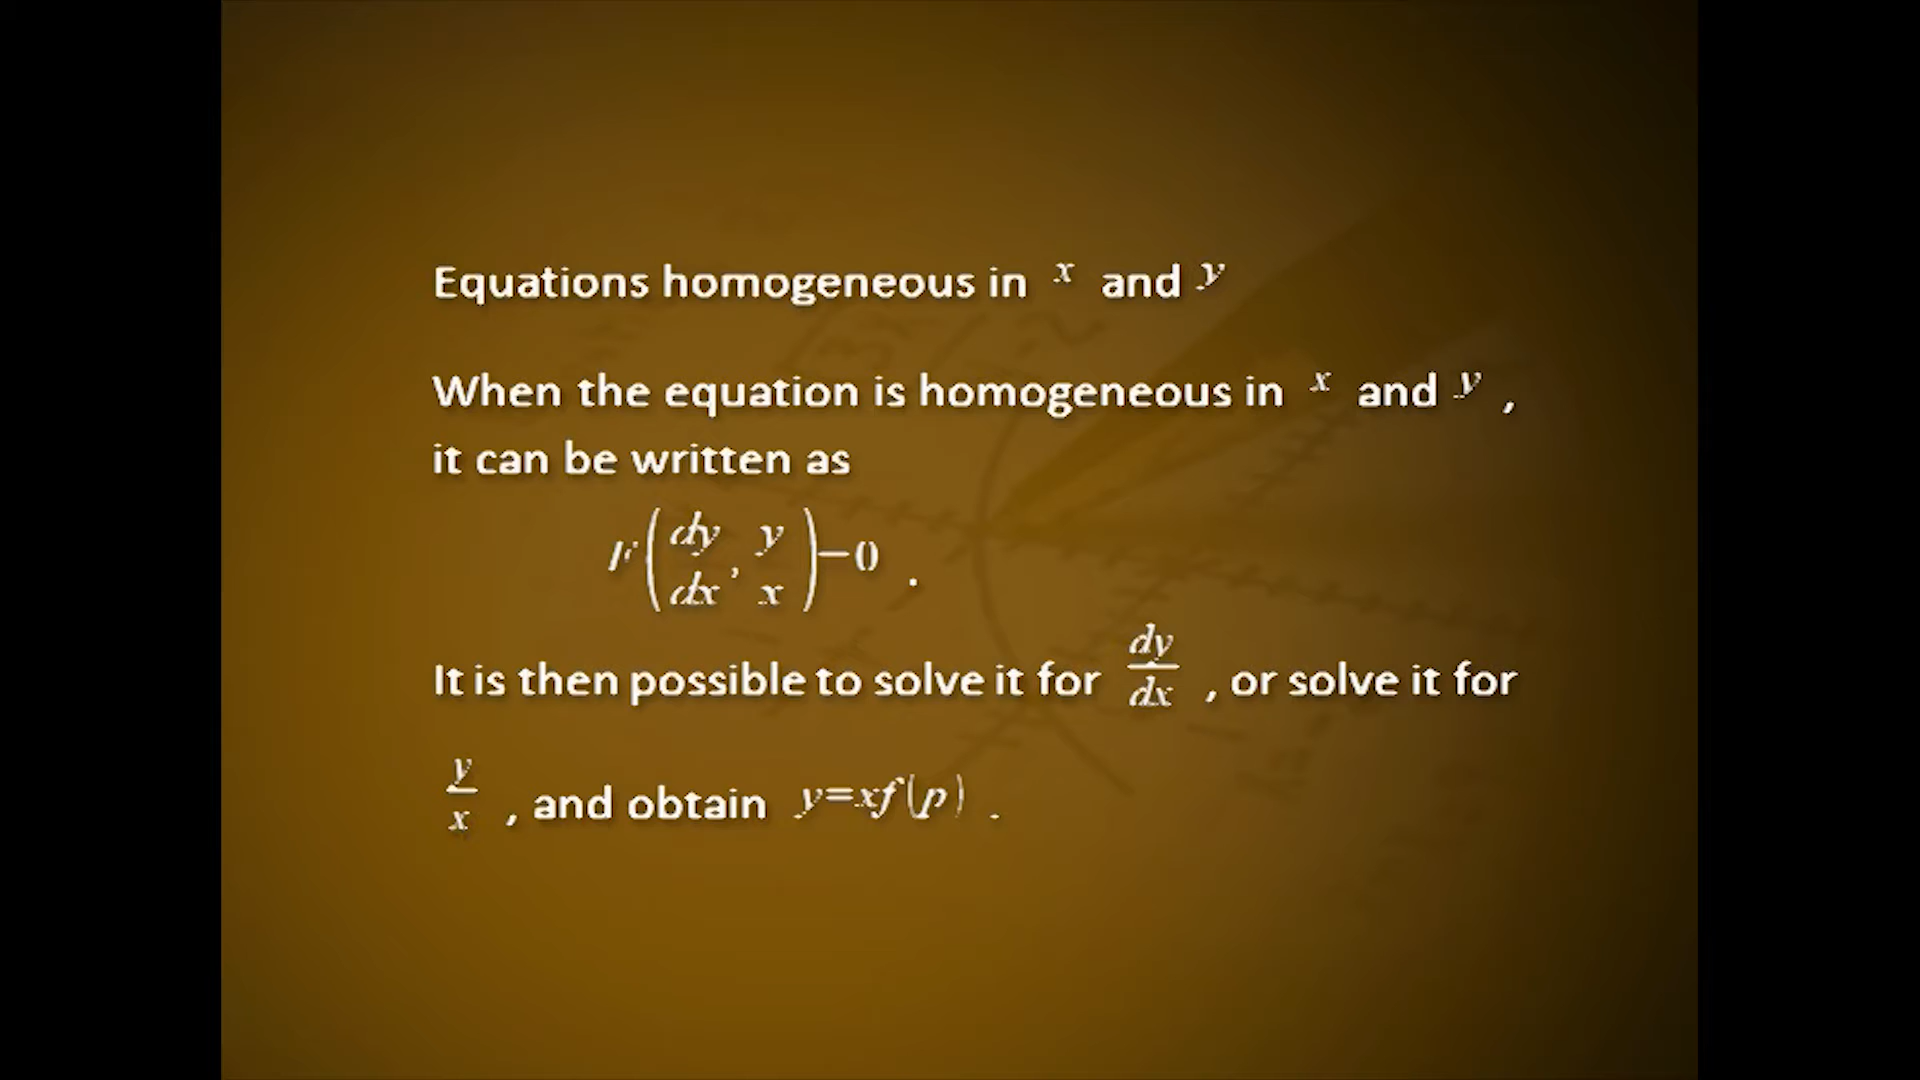 Equations homogeneous in x and y
When the equation is homogeneous in x and y ,
it can be written as
F(dy/dx, y/x)=0 .
It is then possible to solve it for dy/dx , or solve it for
y/x , and obtain y=xf(p) .